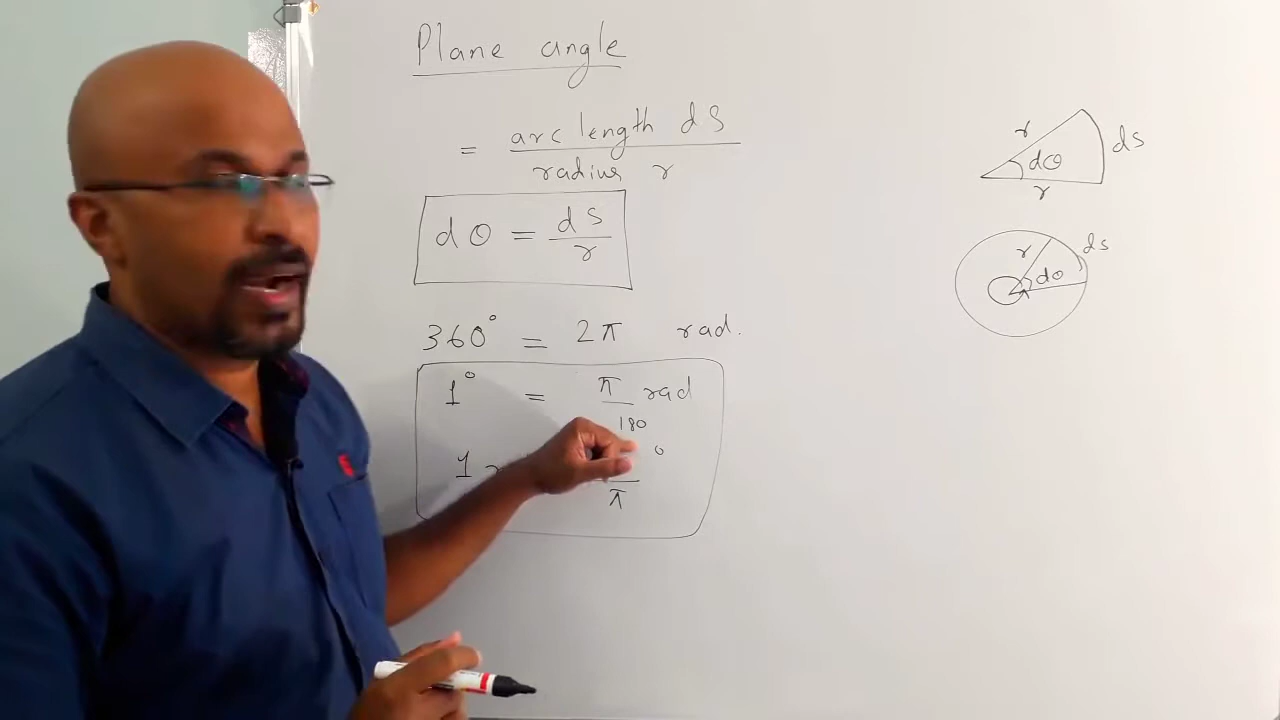 Plane angle
= arc length ds
radius r
dθ = ds
r
360° = 2π rad.
1° = π rad
180
1
°
π
r
dθ
ds
r
r
ds
dθ